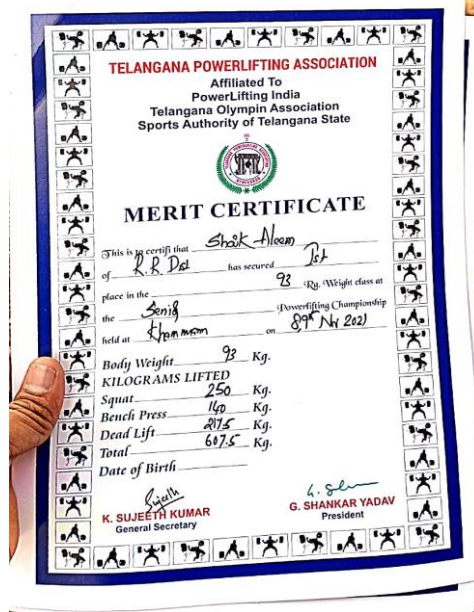 TELANGANA POWERLIFTING ASSOCIATION
Affiliated To
PowerLifting India
Telangana Olympin Association
Sports Authority of Telangana State
MERIT CERTIFICATE
This is to certifi that Shaik Aleem
of R.R Dist has secured Ist
place in the 93 Kg. Weight class at
the Senior Powerlifting Championship
held at Khammam on 2021
Body Weight 93 Kg.
KILOGRAMS LIFTED
Squat 250 Kg.
Bench Press 140 Kg.
Dead Lift 217.5 Kg.
Total 607.5 Kg.
Date of Birth
K. SUJEETH KUMAR
General Secretary
G. SHANKAR YADAV
President